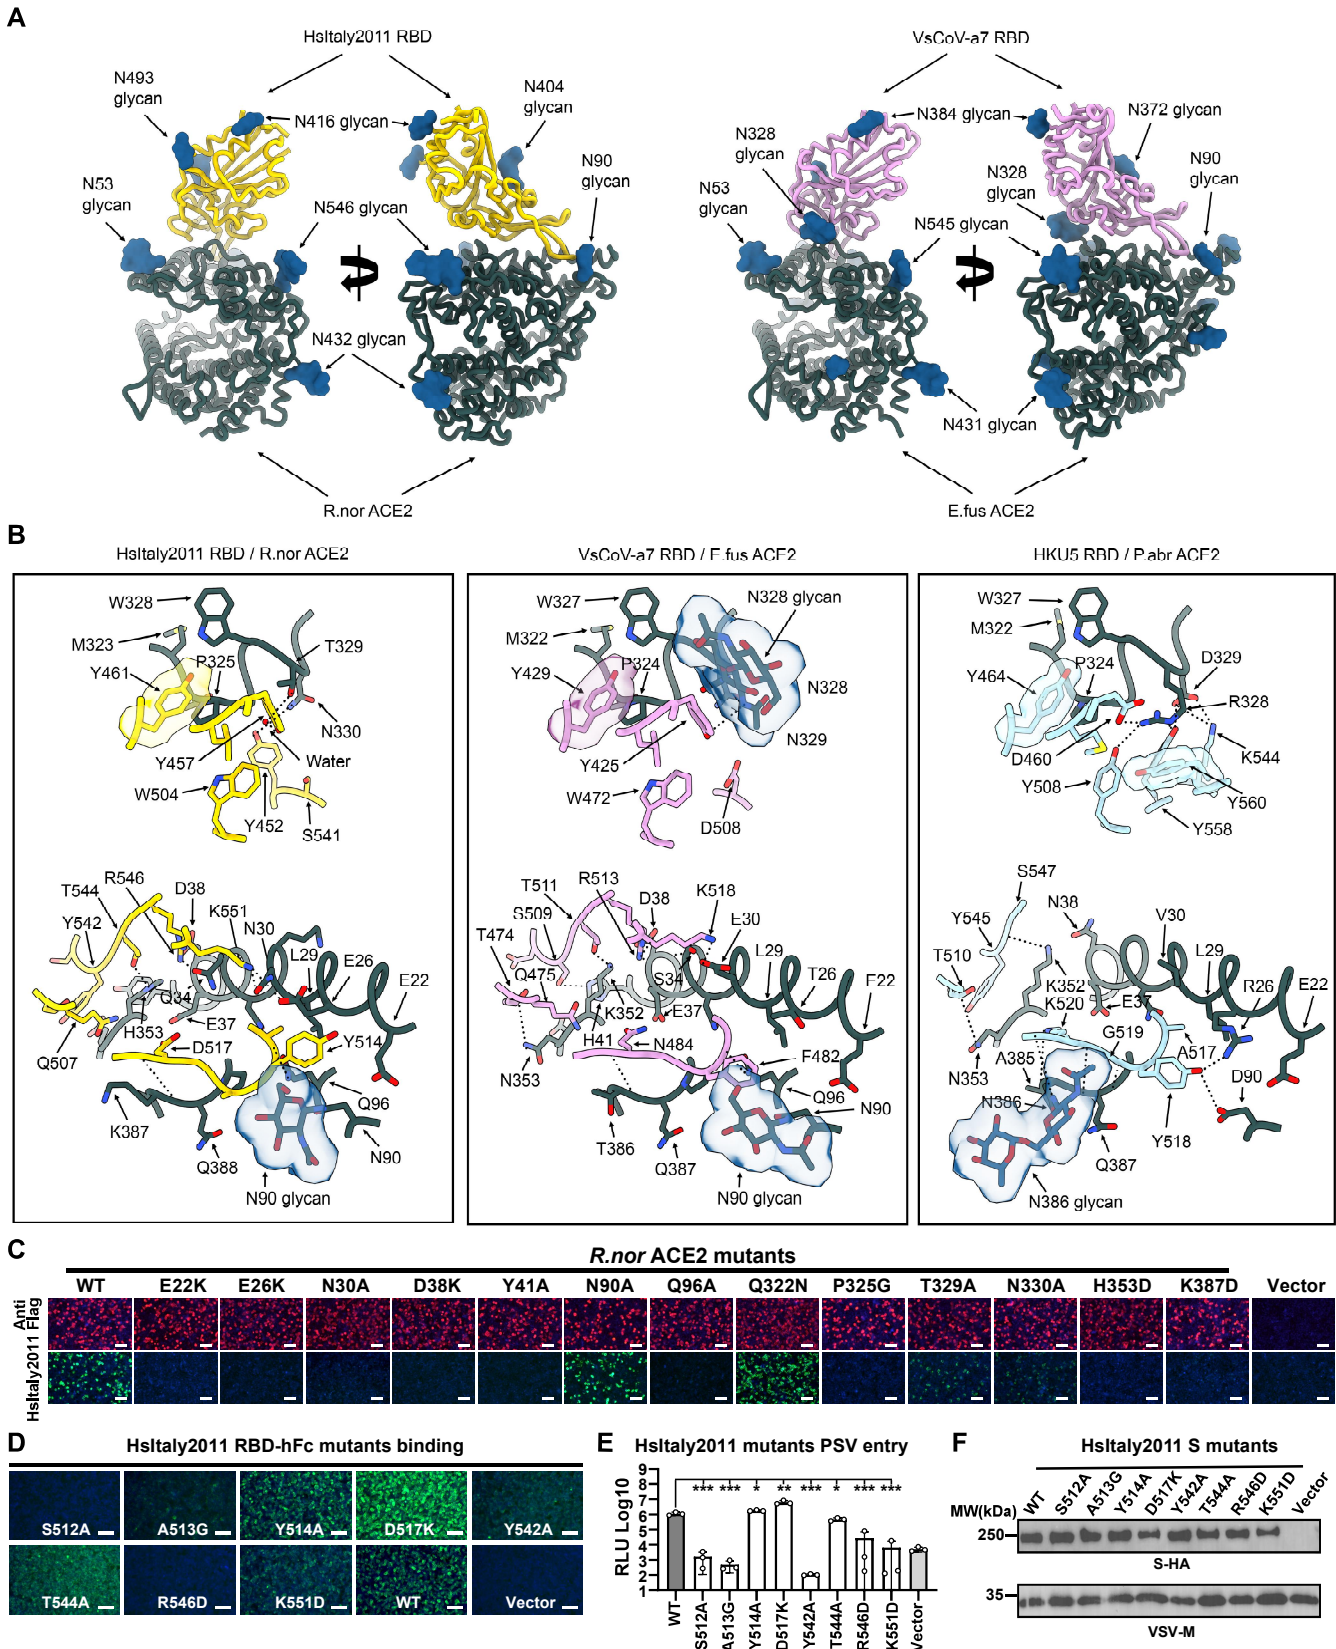 A
HsItaly2011 RBD
VsCoV-a7 RBD
N493
glycan
N416 glycan
N404
glycan
N90
glycan
N53
glycan
N546 glycan
N432 glycan
R.nor ACE2
N384 glycan
N372 glycan
N328
glycan
N328
glycan
N90
glycan
N53
glycan
N545 glycan
N431 glycan
E.fus ACE2
B
HsItaly2011 RBD / R.nor ACE2
VsCoV-a7 RBD / E.fus ACE2
HKU5 RBD / P.abr ACE2
W328
M323
T329
Y461
P325
N330
Y457
Water
W504
Y452
S541
R546
T544
D38
K551
Y542
N30
L29
E26
E22
Q34
H353
E37
Q507
D517
Y514
Q96
K387
Q388
N90
N90 glycan
W327
N328 glycan
M322
P324
Y429
N328
N329
Y425
W472
D508
R513
T511
D38
K518
S509
E30
T474
L29
T26
E22
Q475
S34
K352
E37
H41
N484
F482
N353
Q96
N90
T386
Q387
N90 glycan
W327
M322
P324
D329
Y464
R328
D460
K544
Y508
Y560
Y558
S547
N38
Y545
V30
L29
T510
R26
E22
K352
K520
E37
G519
A385
A517
N353
D90
N386
Y518
Q387
N386 glycan
C
R.nor ACE2 mutants
WT E22K E26K N30A D38K Y41A N90A Q96A Q322N P325G T329A N330A H353D K387D Vector
Anti
Flag
HsItaly2011
D
HsItaly2011 RBD-hFc mutants binding
S512A A513G Y514A D517K Y542A
T544A R546D K551D WT Vector
E
HsItaly2011 mutants PSV entry
RLU Log10
9
8
7
6
5
4
3
2
1
*** *** * ** *** * *** ***
WT S512A A513G Y514A D517K Y542A T544A R546D K551D Vector
F
HsItaly2011 S mutants
WT S512A A513G Y514A D517K Y542A T544A R546D K551D Vector
MW(kDa)
250
S-HA
35
VSV-M